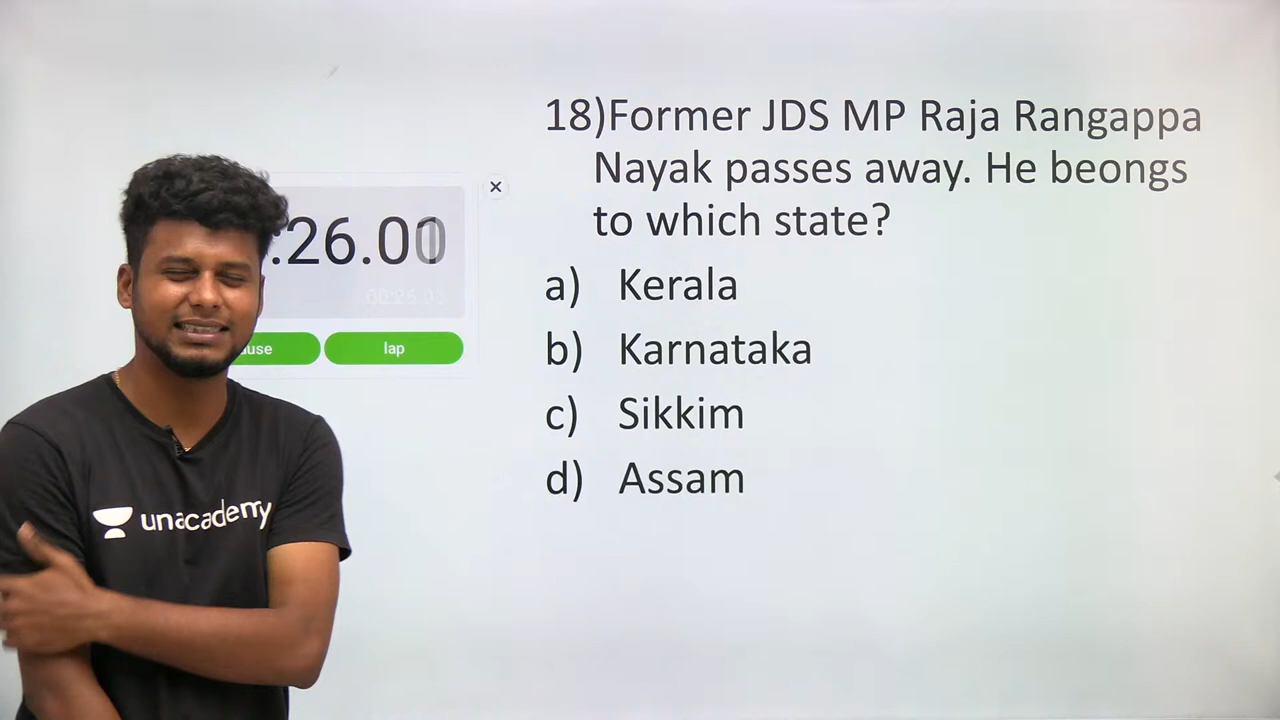 18)Former JDS MP Raja Rangappa
Nayak passes away. He beongs
to which state?
a) Kerala
b) Karnataka
c) Sikkim
d) Assam
:26.00
lap
unacademy